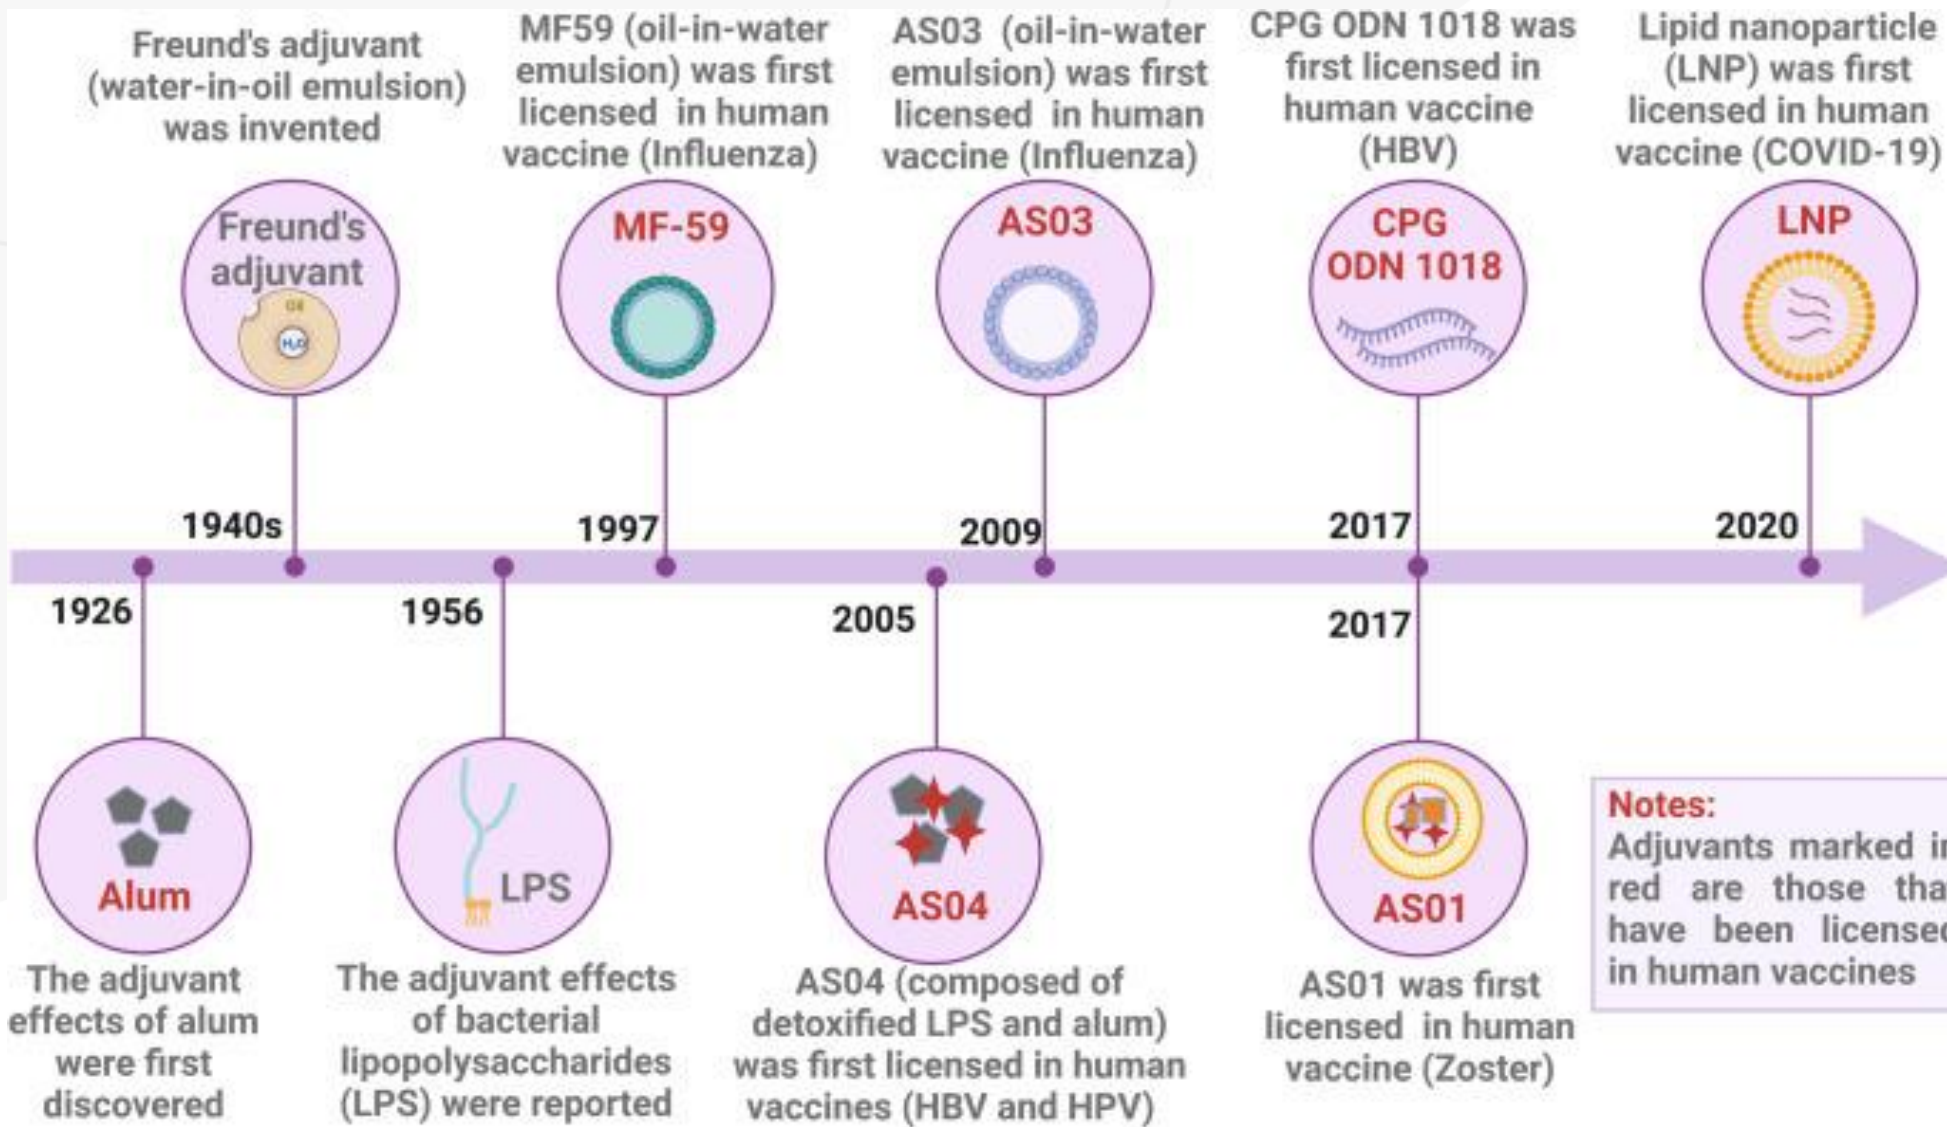 Freund's adjuvant
(water-in-oil emulsion)
was invented
MF59 (oil-in-water
emulsion) was first
licensed in human
vaccine (Influenza)
AS03 (oil-in-water
emulsion) was first
licensed in human
vaccine (Influenza)
CPG ODN 1018 was
first licensed in
human vaccine
(HBV)
Lipid nanoparticle
(LNP) was first
licensed in human
vaccine (COVID-19)
Freund's
adjuvant
Oil
H₂O
MF-59
AS03
CPG
ODN 1018
LNP
1940s
1997
2009
2017
2020
1926
1956
2005
2017
Alum
LPS
AS04
AS01
The adjuvant
effects of alum
were first
discovered
The adjuvant effects
of bacterial
lipopolysaccharides
(LPS) were reported
AS04 (composed of
detoxified LPS and alum)
was first licensed in human
vaccines (HBV and HPV)
AS01 was first
licensed in human
vaccine (Zoster)
Notes:
Adjuvants marked in
red are those tha
have been licensed
in human vaccines